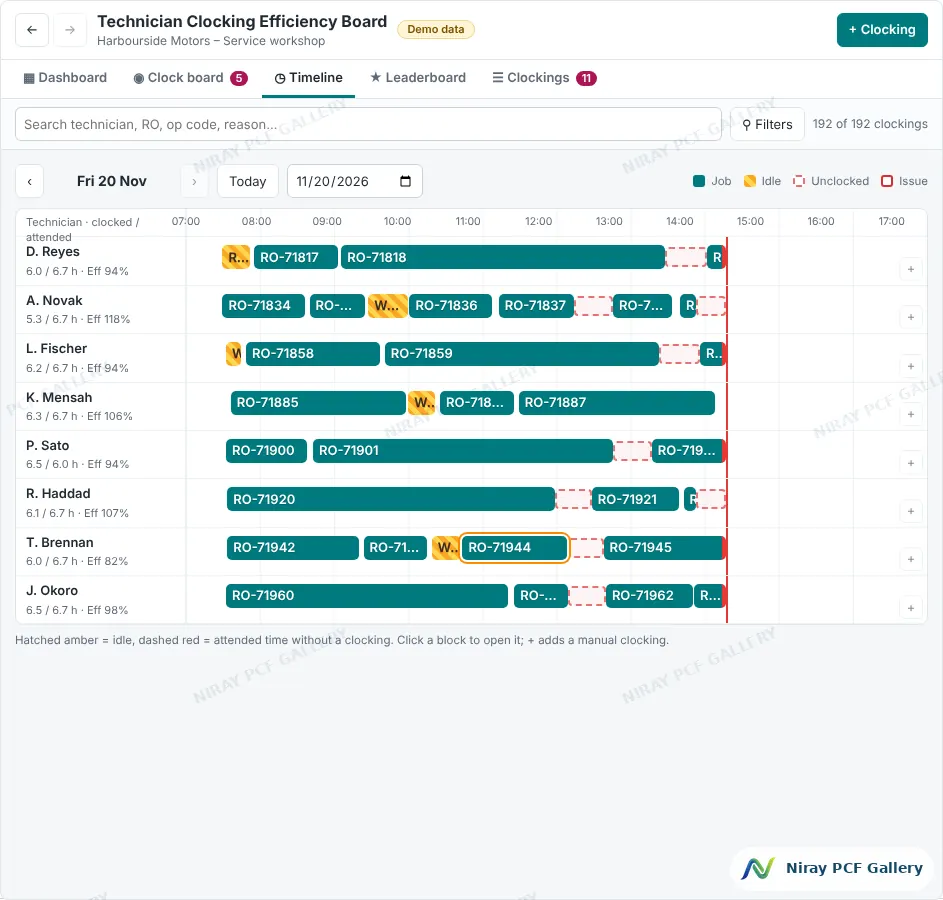 ← → Technician Clocking Efficiency Board Demo data + Clocking
Harbourside Motors – Service workshop
Dashboard Clock board 5 Timeline Leaderboard Clockings 11
Search technician, RO, op code, reason... Filters 192 of 192 clockings
‹ Fri 20 Nov › Today 11/20/2026 Job Idle Unclocked Issue
Technician · clocked / attended 07:00 08:00 09:00 10:00 11:00 12:00 13:00 14:00 15:00 16:00 17:00
D. Reyes R... RO-71817 RO-71818 R
6.0 / 6.7 h · Eff 94% +
A. Novak RO-71834 RO-... W... RO-71836 RO-71837 RO-7... R
5.3 / 6.7 h · Eff 118% +
L. Fischer W RO-71858 RO-71859 R..
6.2 / 6.7 h · Eff 94% +
K. Mensah RO-71885 W.. RO-718... RO-71887
6.3 / 6.7 h · Eff 106% +
P. Sato RO-71900 RO-71901 RO-719...
6.5 / 6.0 h · Eff 94% +
R. Haddad RO-71920 RO-71921 R
6.1 / 6.7 h · Eff 107% +
T. Brennan RO-71942 RO-71... W.. RO-71944 RO-71945
6.0 / 6.7 h · Eff 82% +
J. Okoro RO-71960 RO-... RO-71962 R...
6.5 / 6.7 h · Eff 98% +
Hatched amber = idle, dashed red = attended time without a clocking. Click a block to open it; + adds a manual clocking.
NIRAY PCF GALLERY
Niray PCF Gallery